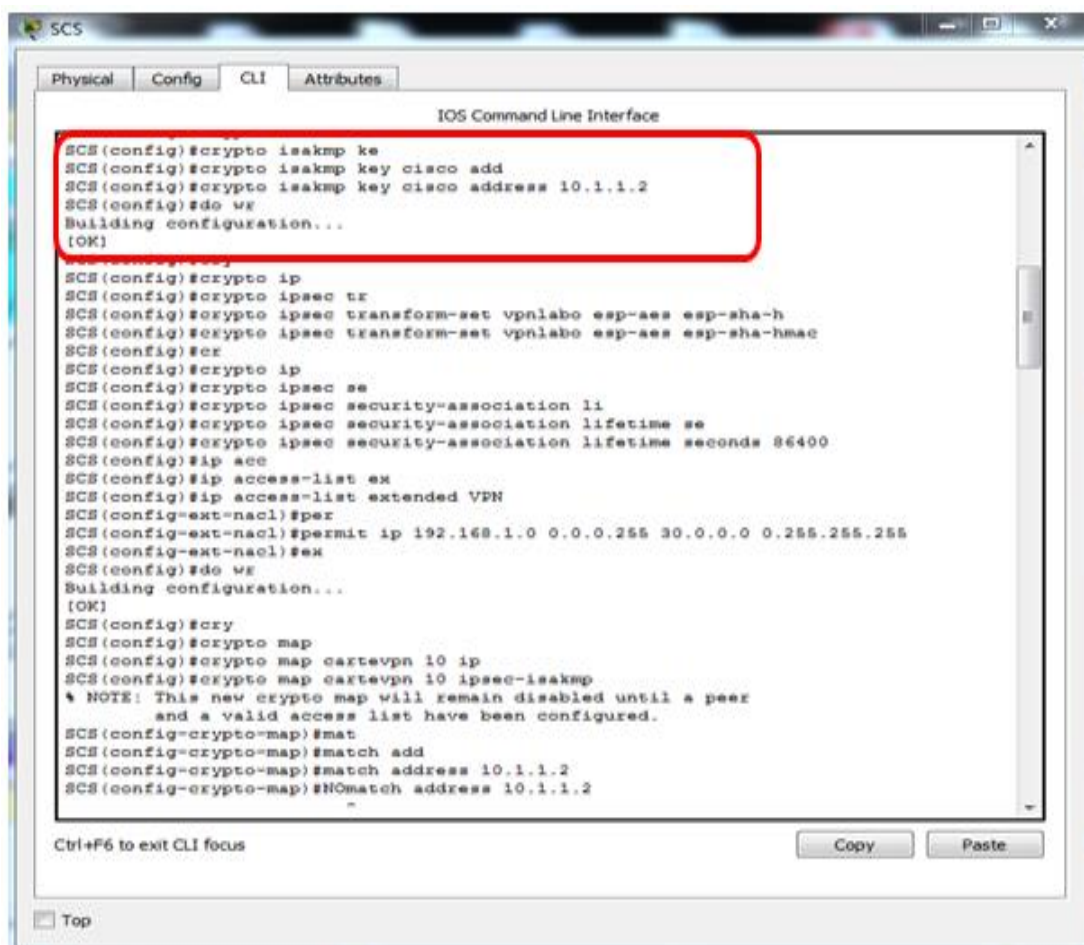 SCS
Physical Config CLI Attributes
IOS Command Line Interface
SCS(config)#crypto isakmp ke
SCS(config)#crypto isakmp key cisco add
SCS(config)#crypto isakmp key cisco address 10.1.1.2
SCS(config)#do wr
Building configuration...
[OK]
SCS(config)#cry
SCS(config)#crypto ip
SCS(config)#crypto ipsec tr
SCS(config)#crypto ipsec transform-set vpnlabo esp-aes esp-sha-h
SCS(config)#crypto ipsec transform-set vpnlabo esp-aes esp-sha-hmac
SCS(config)#cr
SCS(config)#crypto ip
SCS(config)#crypto ipsec se
SCS(config)#crypto ipsec security-association li
SCS(config)#crypto ipsec security-association lifetime se
SCS(config)#crypto ipsec security-association lifetime seconds 86400
SCS(config)#ip acc
SCS(config)#ip access-list ex
SCS(config)#ip access-list extended VPN
SCS(config-ext-nacl)#per
SCS(config-ext-nacl)#permit ip 192.168.1.0 0.0.0.255 30.0.0.0 0.255.255.255
SCS(config-ext-nacl)#ex
SCS(config)#do wr
Building configuration...
[OK]
SCS(config)#cry
SCS(config)#crypto map
SCS(config)#crypto map cartevpn 10 ip
SCS(config)#crypto map cartevpn 10 ipsec-isakmp
% NOTE: This new crypto map will remain disabled until a peer
and a valid access list have been configured.
SCS(config-crypto-map)#mat
SCS(config-crypto-map)#match add
SCS(config-crypto-map)#match address 10.1.1.2
SCS(config-crypto-map)#NOmatch address 10.1.1.2
^
Ctrl+F6 to exit CLI focus
Copy Paste
Top